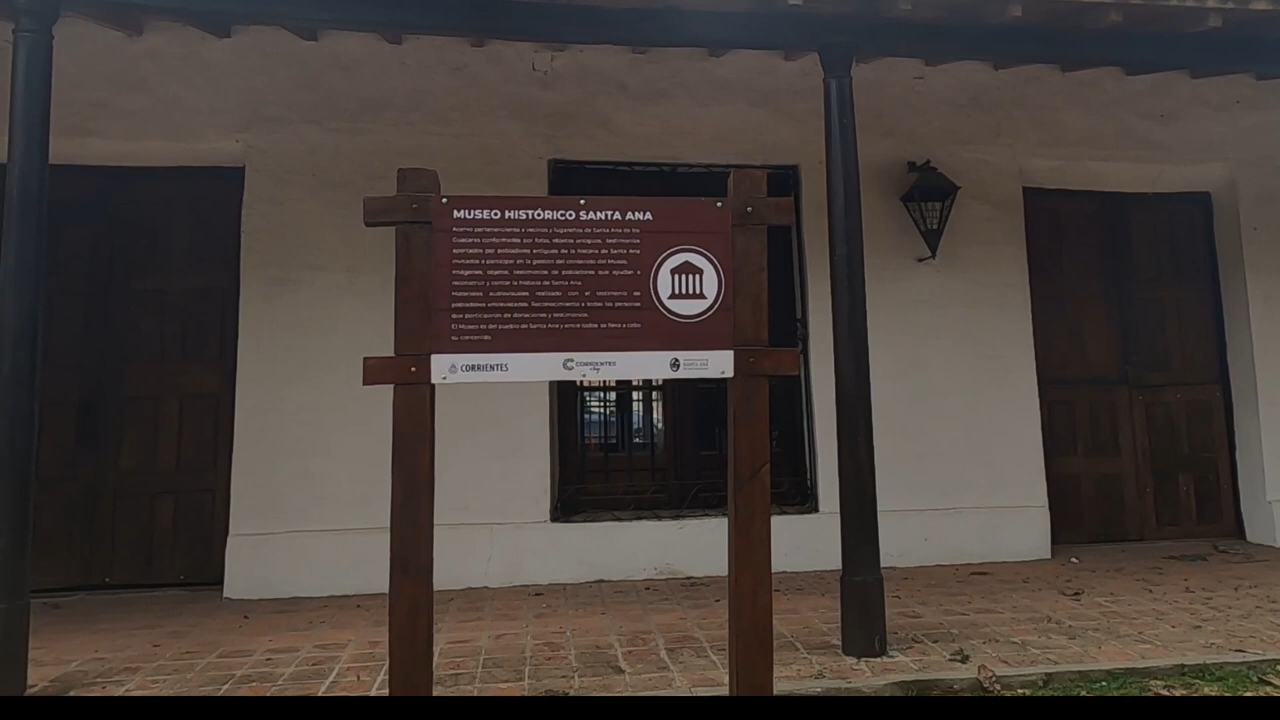 MUSEO HISTÓRICO SANTA ANA
Acervo perteneciente a vecinos y lugareños de Santa Ana de los
Guácaras conformados por fotos, objetos antiguos, testimonios
aportados por pobladores antiguos de la historia de Santa Ana
invitados a participar en la gestión del contenido del Museo.
Imágenes, objetos, testimonios de pobladores que ayudan a
reconstruir y contar la historia de Santa Ana.
Materiales audiovisuales realizado con el testimonio de
pobladores entrevistados. Reconocimiento a todas las personas
que participaron de donaciones y testimonios.
El Museo es del pueblo de Santa Ana y entre todos se lleva a cabo
su contenido.
CORRIENTES
CORRIENTES
SANTA ANA